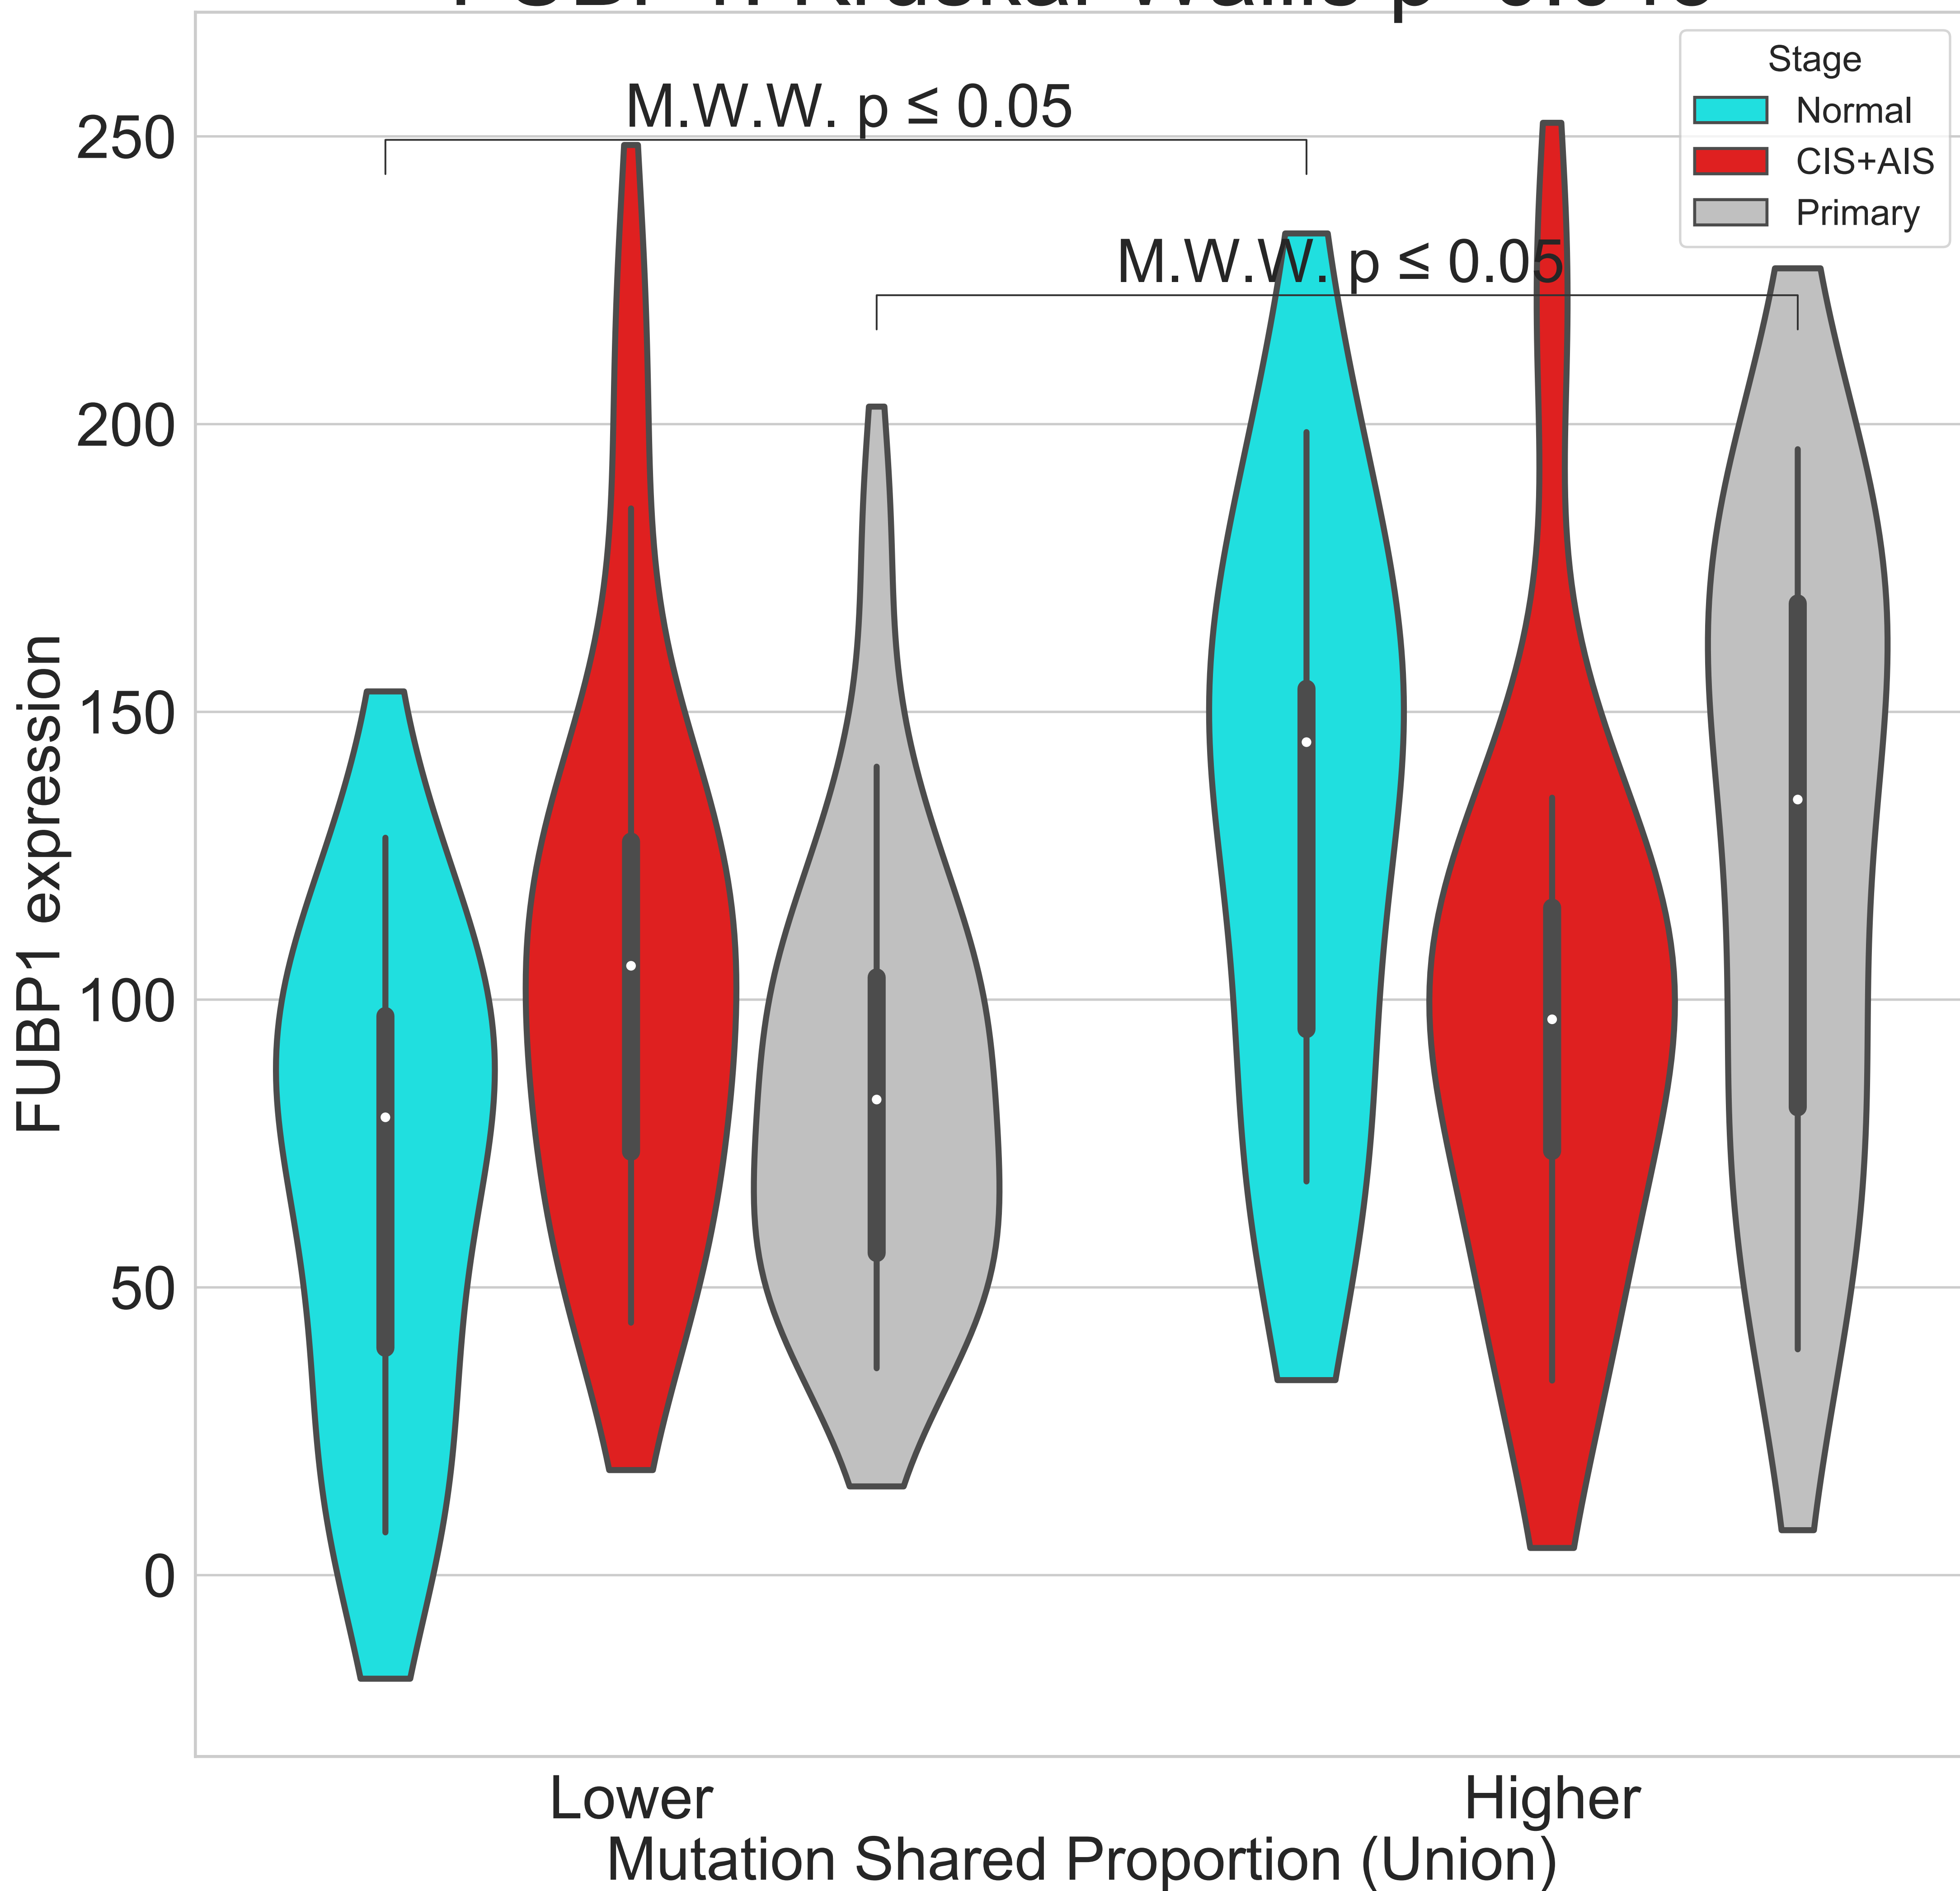 Stage
Normal
CIS+AIS
Primary
M.W.W. p ≤ 0.05
M.W.W. p ≤ 0.05
250
200
150
100
50
0
FUBP1 expression
Lower
Higher
Mutation Shared Proportion (Union)